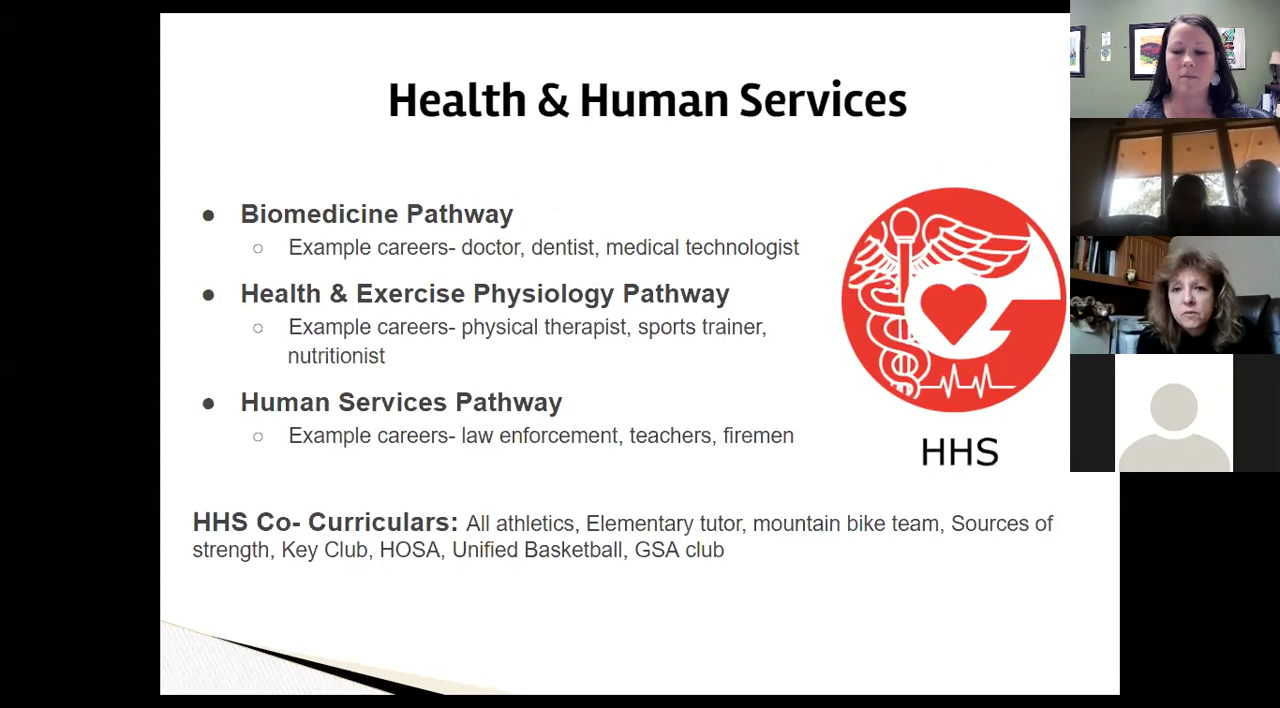 Health & Human Services
● Biomedicine Pathway
○ Example careers- doctor, dentist, medical technologist
● Health & Exercise Physiology Pathway
○ Example careers- physical therapist, sports trainer,
nutritionist
● Human Services Pathway
○ Example careers- law enforcement, teachers, firemen
HHS
HHS Co- Curriculars: All athletics, Elementary tutor, mountain bike team, Sources of
strength, Key Club, HOSA, Unified Basketball, GSA club